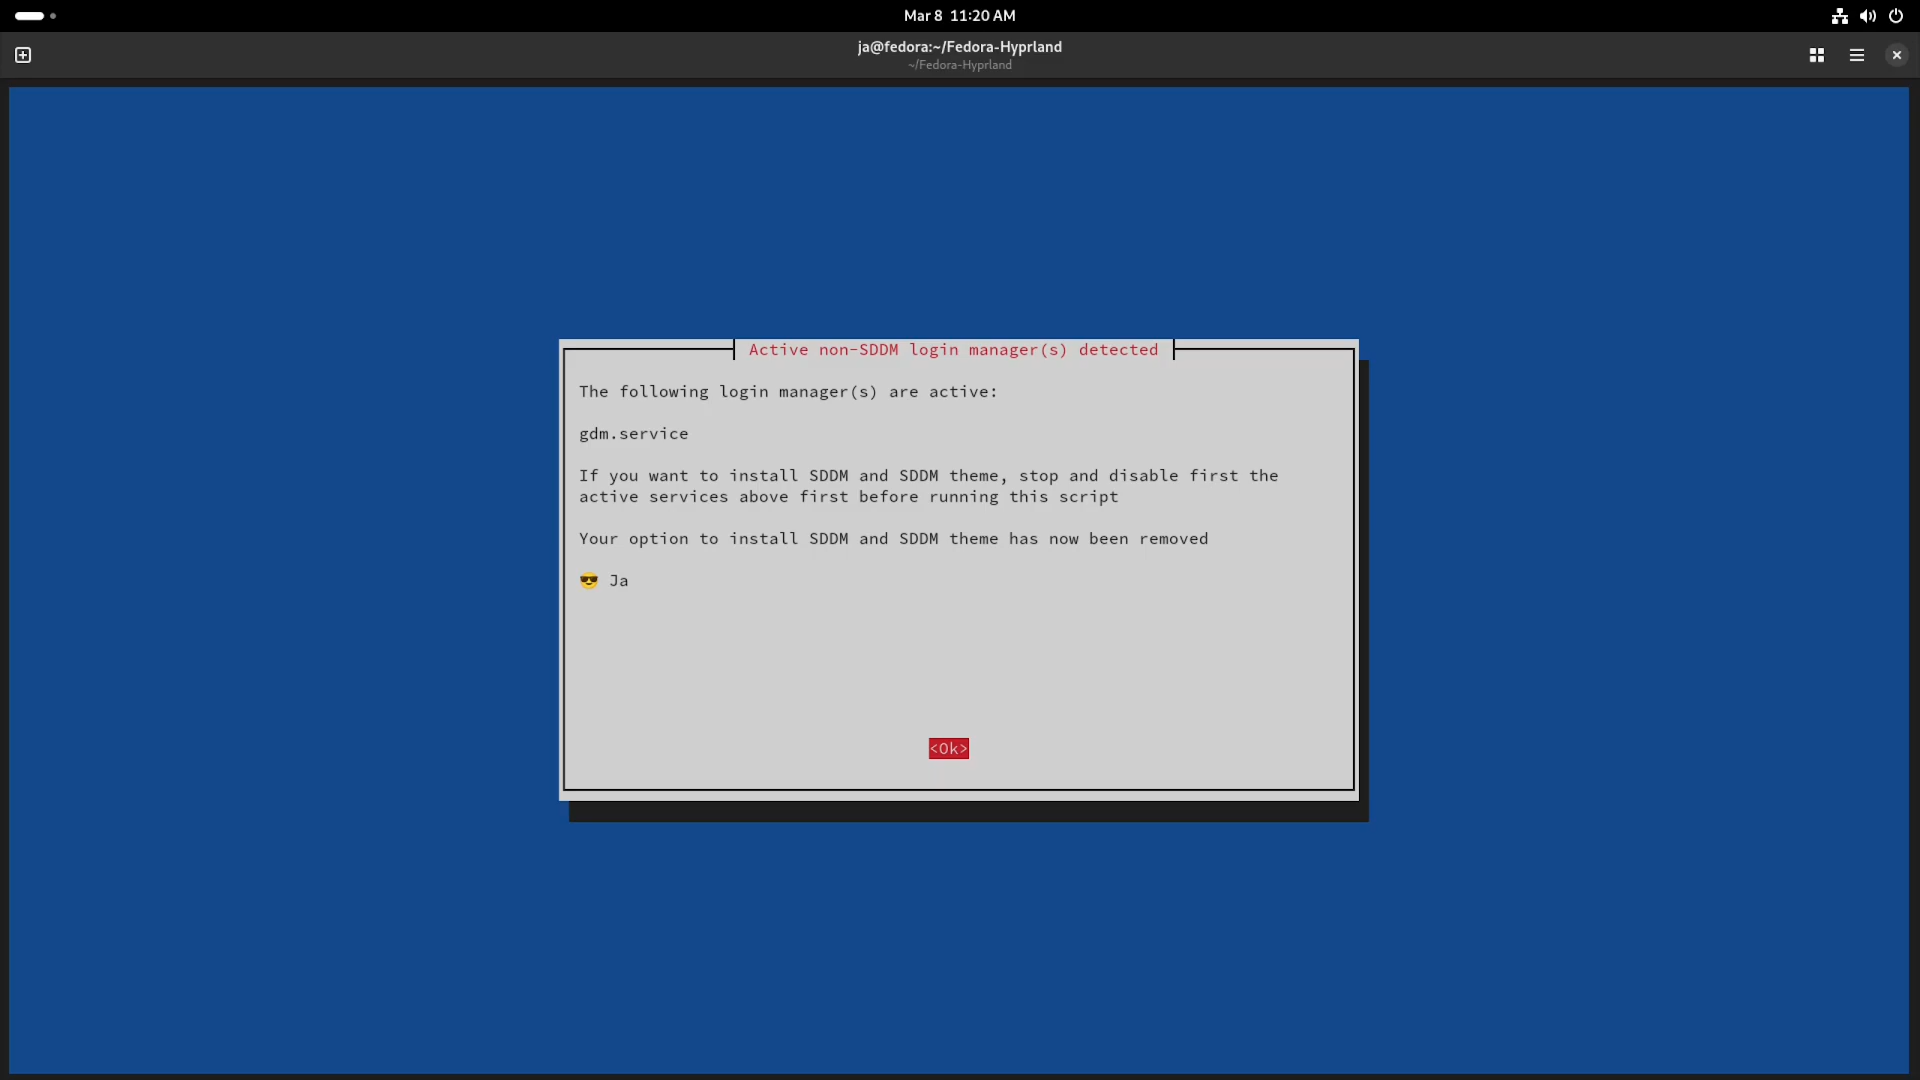 Mar 8 11:20 AM
ja@fedora:~/Fedora-Hyprland
~/Fedora-Hyprland
Active non-SDDM login manager(s) detected
The following login manager(s) are active:
gdm.service
If you want to install SDDM and SDDM theme, stop and disable first the
active services above first before running this script
Your option to install SDDM and SDDM theme has now been removed
😎 Ja
<Ok>